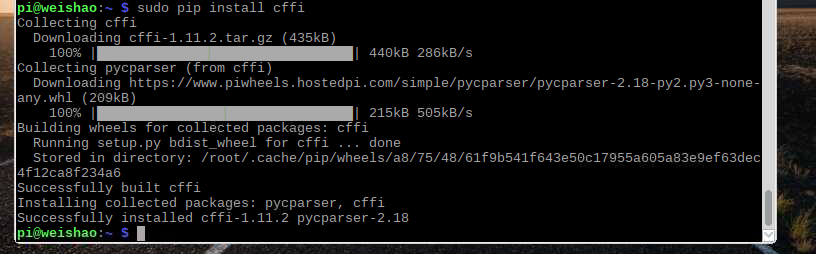 pi@weishao:~ $ sudo pip install cffi
Collecting cffi
  Downloading cffi-1.11.2.tar.gz (435kB)
    100% |████████████████████████████████| 440kB 286kB/s
Collecting pycparser (from cffi)
  Downloading https://www.piwheels.hostedpi.com/simple/pycparser/pycparser-2.18-py2.py3-none-
any.whl (209kB)
    100% |████████████████████████████████| 215kB 505kB/s
Building wheels for collected packages: cffi
  Running setup.py bdist_wheel for cffi ... done
  Stored in directory: /root/.cache/pip/wheels/a8/75/48/61f9b541f643e50c17955a605a83e9ef63dec
4f12ca8f234a6
Successfully built cffi
Installing collected packages: pycparser, cffi
Successfully installed cffi-1.11.2 pycparser-2.18
pi@weishao:~ $